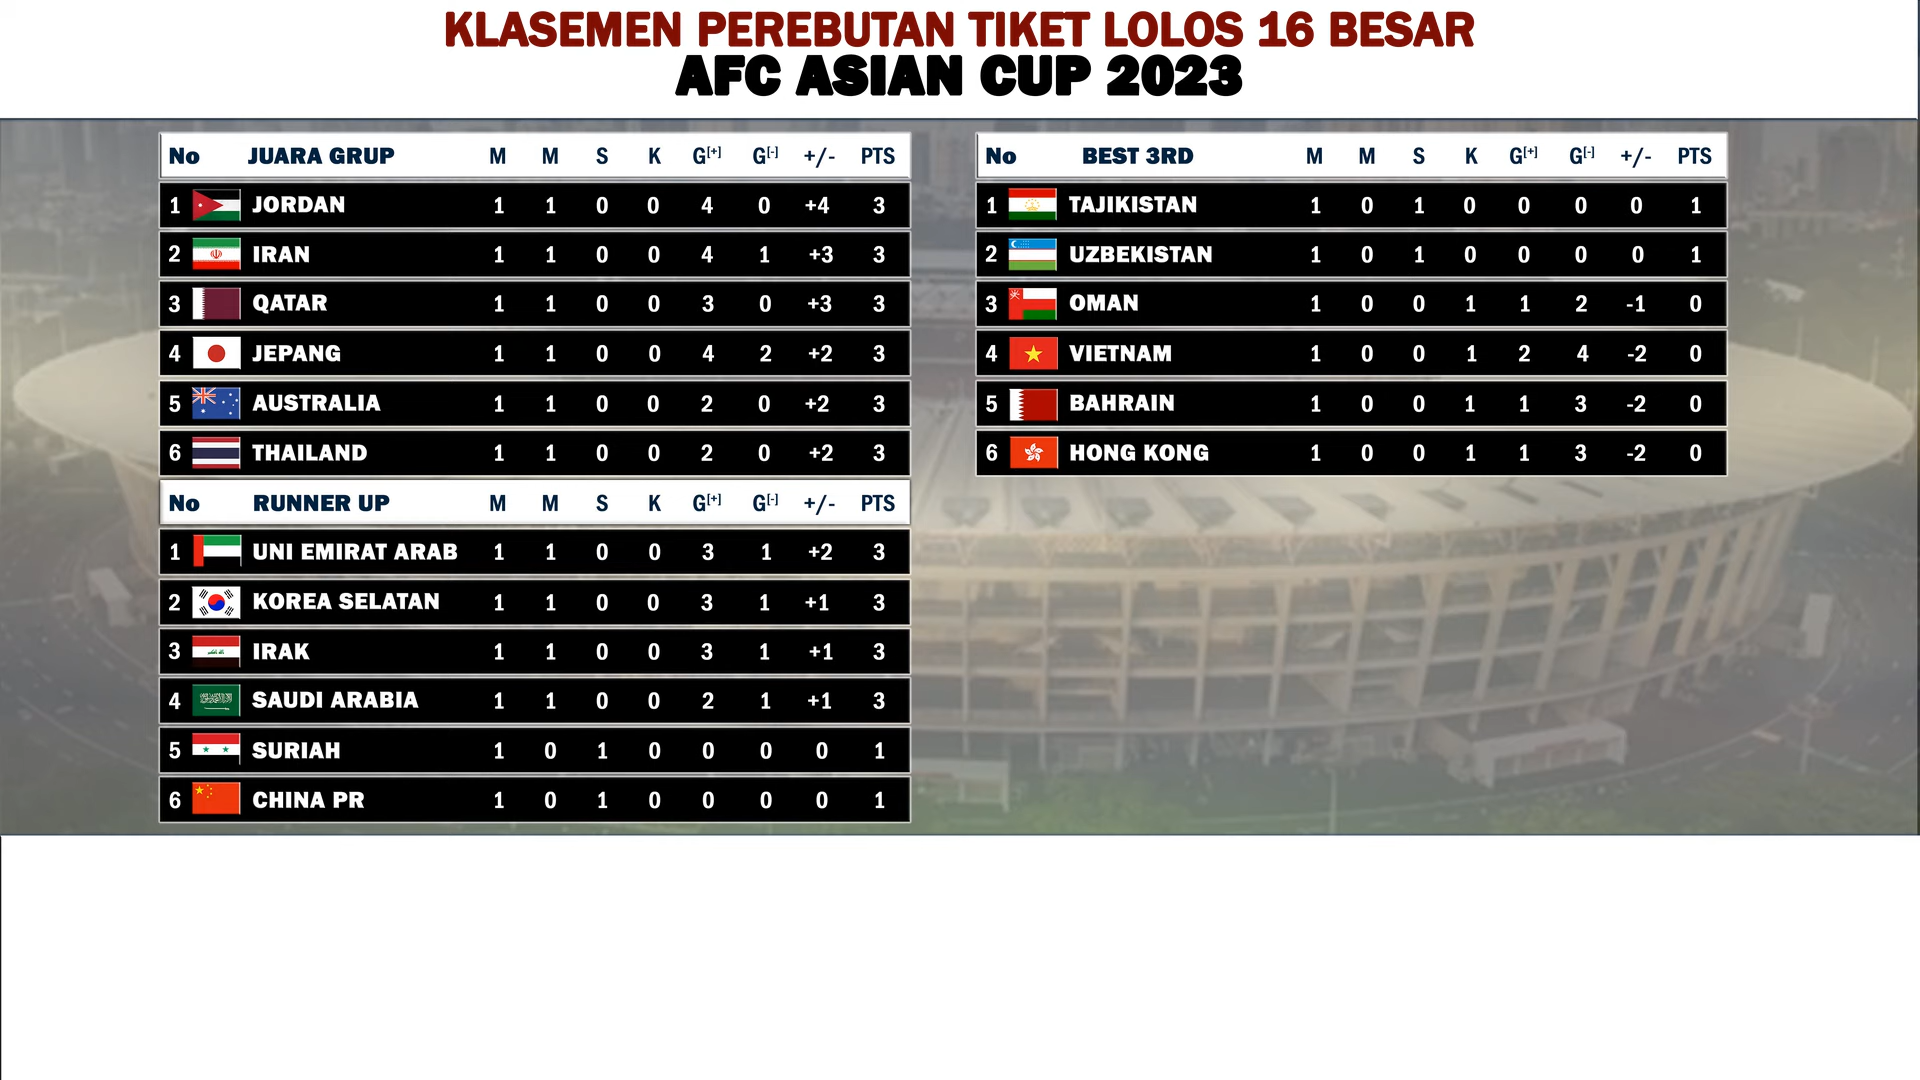 KLASEMEN PEREBUTAN TIKET LOLOS 16 BESAR
AFC ASIAN CUP 2023
No JUARA GRUP M M S K G[+] G[-] +/- PTS
1 JORDAN 1 1 0 0 4 0 +4 3
2 IRAN 1 1 0 0 4 1 +3 3
3 QATAR 1 1 0 0 3 0 +3 3
4 JEPANG 1 1 0 0 4 2 +2 3
5 AUSTRALIA 1 1 0 0 2 0 +2 3
6 THAILAND 1 1 0 0 2 0 +2 3
No RUNNER UP M M S K G[+] G[-] +/- PTS
1 UNI EMIRAT ARAB 1 1 0 0 3 1 +2 3
2 KOREA SELATAN 1 1 0 0 3 1 +1 3
3 IRAK 1 1 0 0 3 1 +1 3
4 SAUDI ARABIA 1 1 0 0 2 1 +1 3
5 SURIAH 1 0 1 0 0 0 0 1
6 CHINA PR 1 0 1 0 0 0 0 1
No BEST 3RD M M S K G[+] G[-] +/- PTS
1 TAJIKISTAN 1 0 1 0 0 0 0 1
2 UZBEKISTAN 1 0 1 0 0 0 0 1
3 OMAN 1 0 0 1 1 2 -1 0
4 VIETNAM 1 0 0 1 2 4 -2 0
5 BAHRAIN 1 0 0 1 1 3 -2 0
6 HONG KONG 1 0 0 1 1 3 -2 0